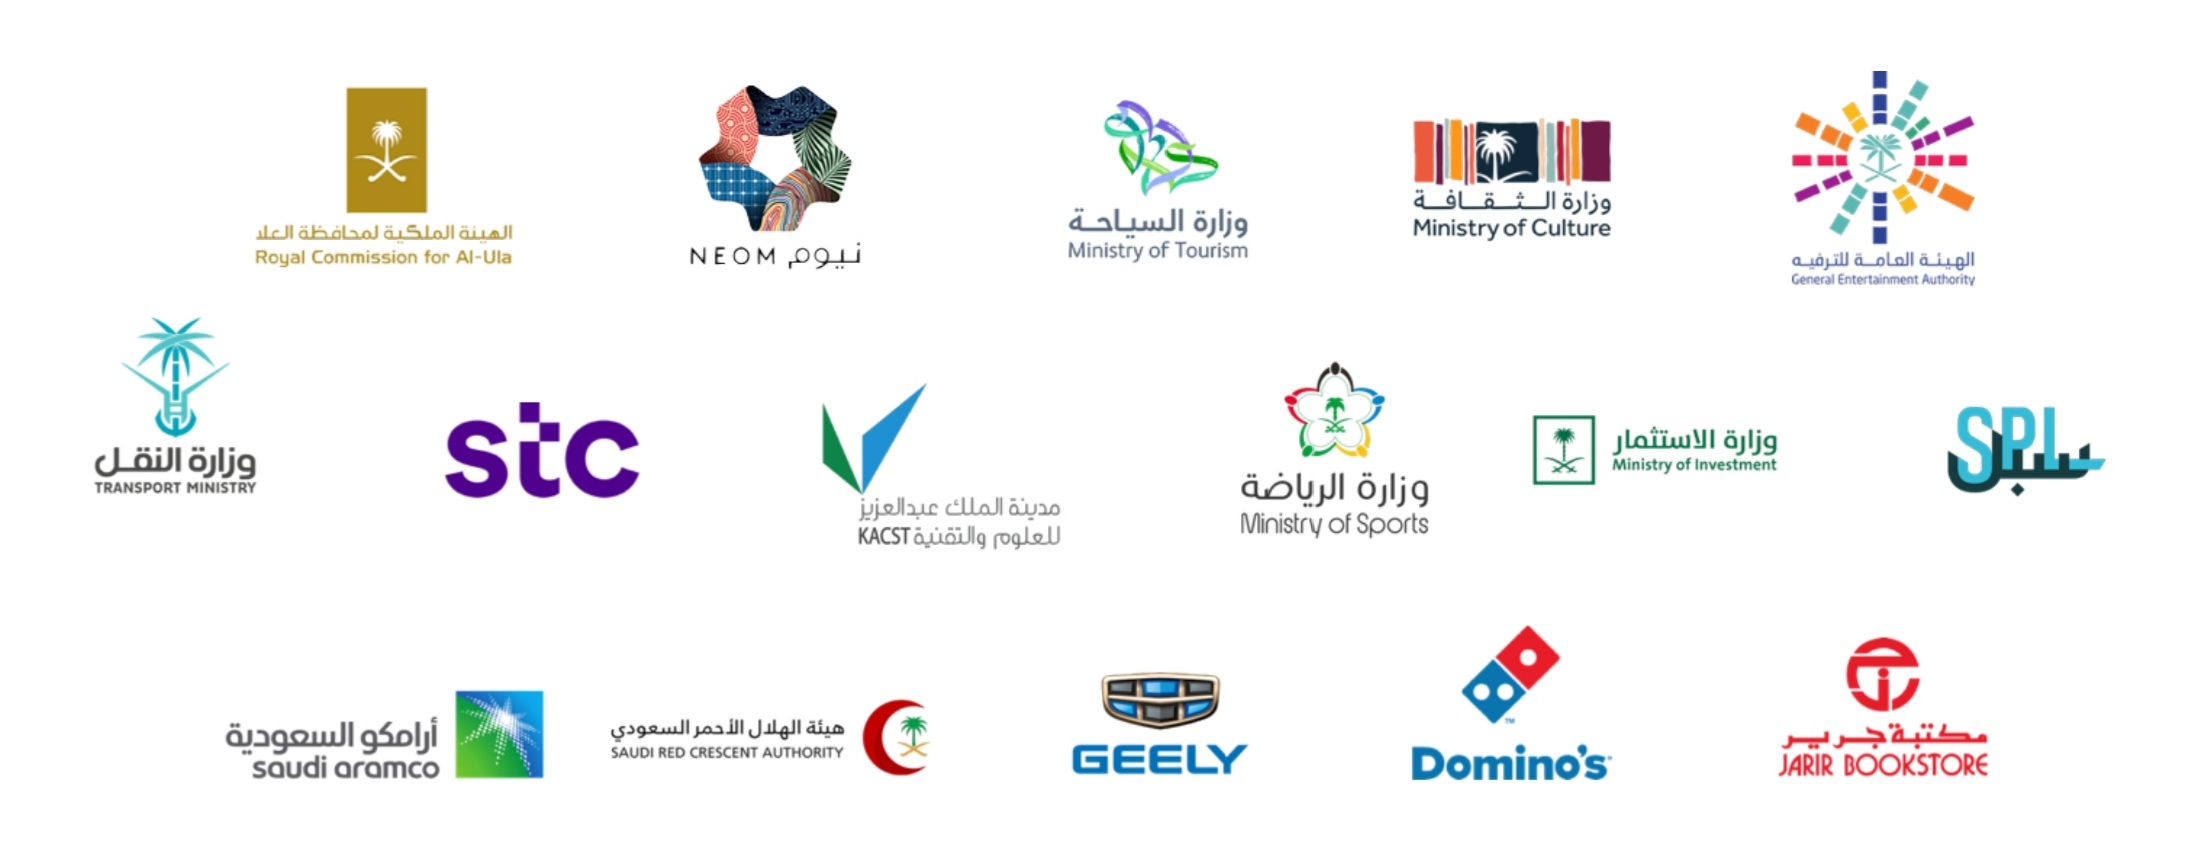 الهيئة الملكية لمحافظة العلا
Royal Commission for Al-Ula
NEOM نيوم
وزارة السياحة
Ministry of Tourism
وزارة الثقافة
Ministry of Culture
الهيئة العامة للترفيه
General Entertainment Authority
وزارة النقل
TRANSPORT MINISTRY
stc
مدينة الملك عبدالعزيز
للعلوم والتقنية KACST
وزارة الرياضة
Ministry of Sports
وزارة الاستثمار
Ministry of Investment
SPL
سبل
أرامكو السعودية
saudi aramco
هيئة الهلال الأحمر السعودي
SAUDI RED CRESCENT AUTHORITY
GEELY
TM
Domino's
مكتبة جرير
JARIR BOOKSTORE